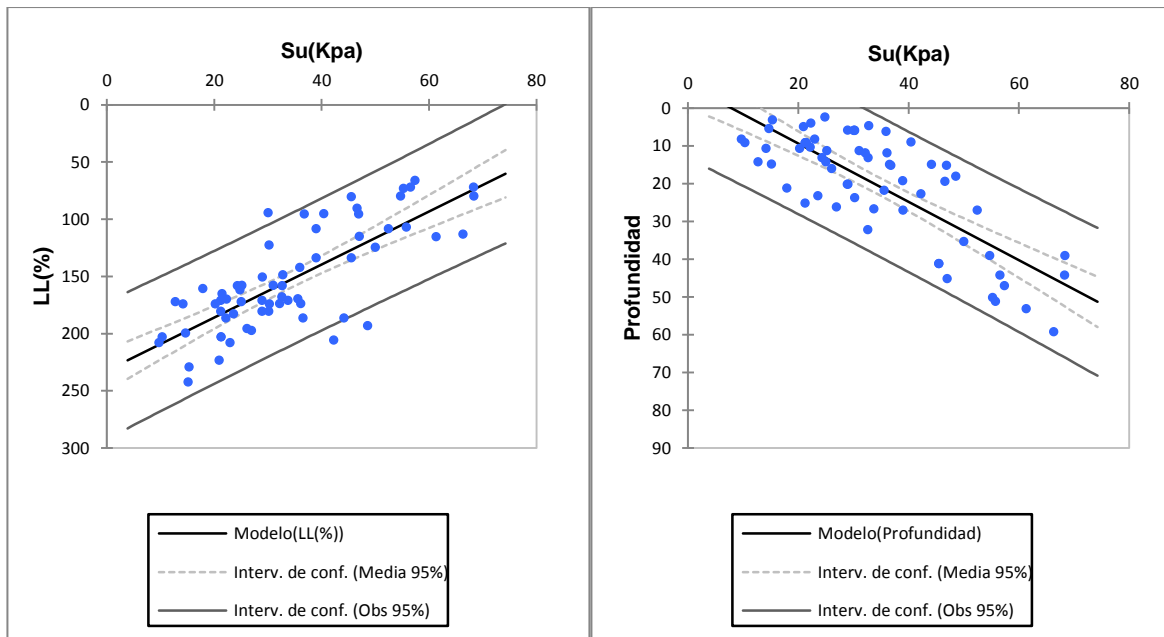 Su(Kpa)
0 20 40 60 80
0
50
100
150
200
250
300
LL(%)
Modelo(LL(%))
Interv. de conf. (Media 95%)
Interv. de conf. (Obs 95%)
Su(Kpa)
0 20 40 60 80
0
10
20
30
40
50
60
70
80
90
Profundidad
Modelo(Profundidad)
Interv. de conf. (Media 95%)
Interv. de conf. (Obs 95%)